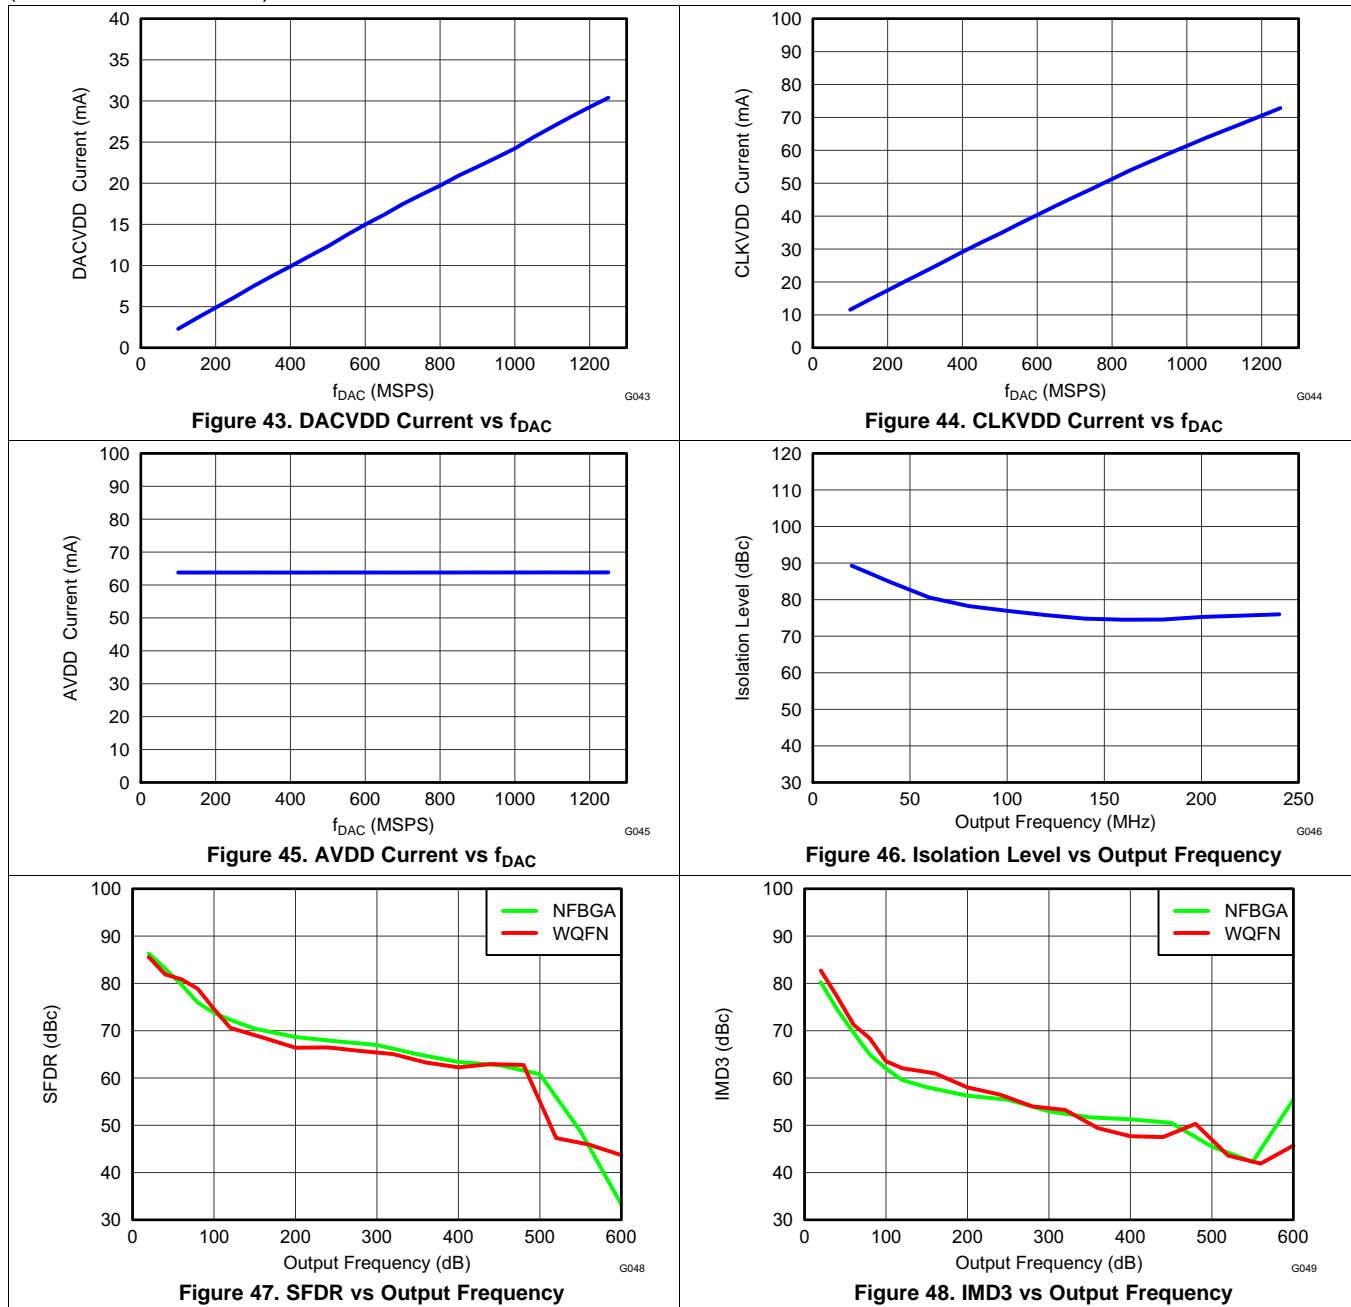 40
35
30
25
20
15
10
5
0
0 200 400 600 800 1000 1200
DACVDD Current (mA)
fDAC (MSPS)
G043
Figure 43. DACVDD Current vs fDAC
100
90
80
70
60
50
40
30
20
10
0
0 200 400 600 800 1000 1200
CLKVDD Current (mA)
fDAC (MSPS)
G044
Figure 44. CLKVDD Current vs fDAC
100
90
80
70
60
50
40
30
20
10
0
0 200 400 600 800 1000 1200
AVDD Current (mA)
fDAC (MSPS)
G045
Figure 45. AVDD Current vs fDAC
120
110
100
90
80
70
60
50
40
30
0 50 100 150 200 250
Isolation Level (dBc)
Output Frequency (MHz)
G046
Figure 46. Isolation Level vs Output Frequency
100
90
80
70
60
50
40
30
0 100 200 300 400 500 600
NFBGA
WQFN
SFDR (dBc)
Output Frequency (dB)
G048
Figure 47. SFDR vs Output Frequency
100
90
80
70
60
50
40
30
0 100 200 300 400 500 600
NFBGA
WQFN
IMD3 (dBc)
Output Frequency (dB)
G049
Figure 48. IMD3 vs Output Frequency